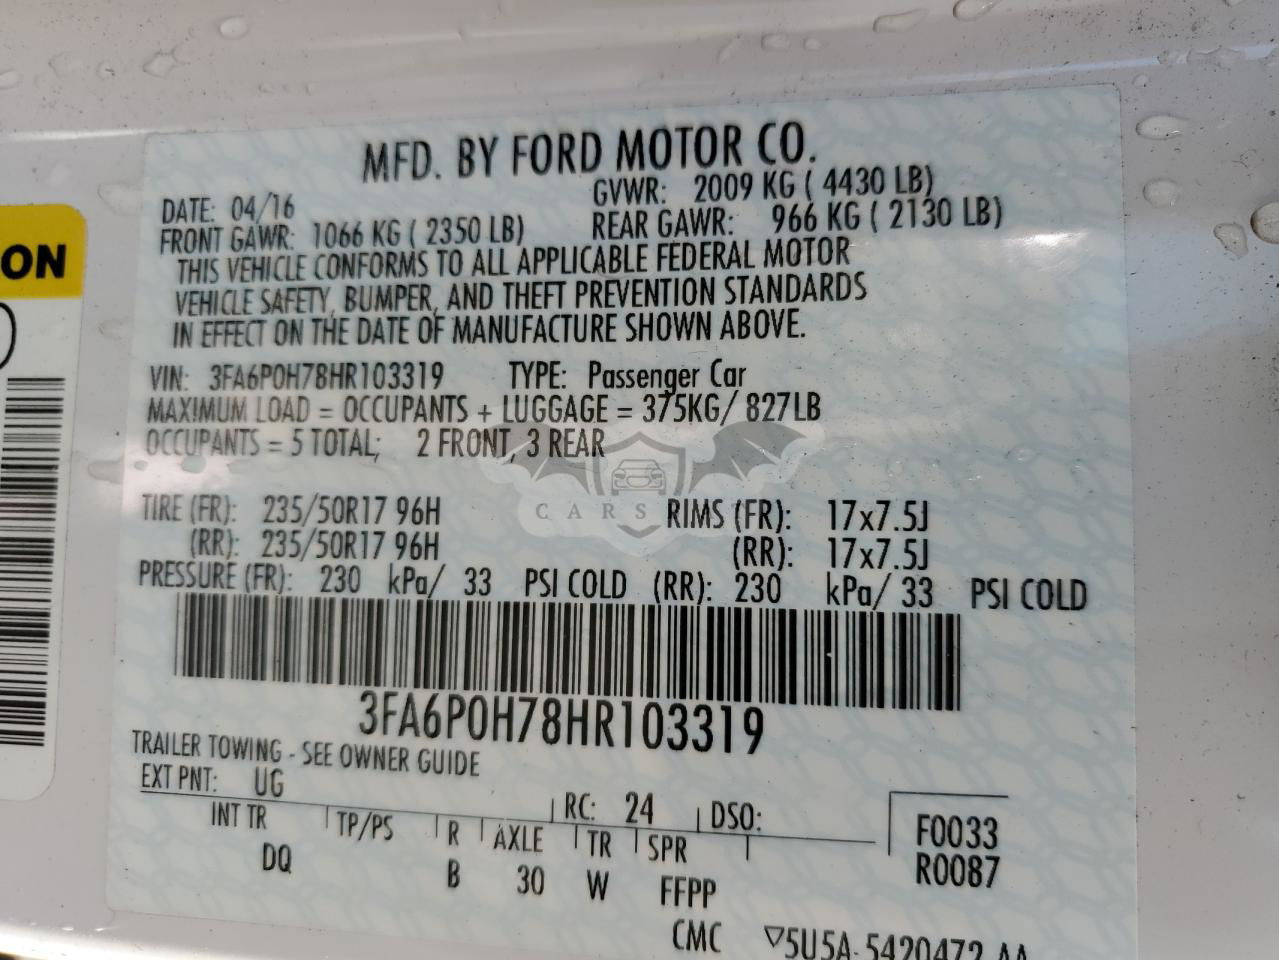 MFD. BY FORD MOTOR CO.
DATE: 04/16 GVWR: 2009 KG ( 4430 LB)
FRONT GAWR: 1066 KG ( 2350 LB) REAR GAWR: 966 KG ( 2130 LB)
THIS VEHICLE CONFORMS TO ALL APPLICABLE FEDERAL MOTOR
VEHICLE SAFETY, BUMPER, AND THEFT PREVENTION STANDARDS
IN EFFECT ON THE DATE OF MANUFACTURE SHOWN ABOVE.
VIN: 3FA6P0H78HR103319 TYPE: Passenger Car
MAXIMUM LOAD = OCCUPANTS + LUGGAGE = 375KG/ 827LB
OCCUPANTS = 5 TOTAL; 2 FRONT, 3 REAR
CARS
TIRE (FR): 235/50R17 96H RIMS (FR): 17x7.5J
(RR): 235/50R17 96H (RR): 17x7.5J
PRESSURE (FR): 230 kPa/ 33 PSI COLD (RR): 230 kPa/ 33 PSI COLD
3FA6P0H78HR103319
TRAILER TOWING - SEE OWNER GUIDE
EXT PNT: UG RC: 24 DSO:
INT TR TP/PS R AXLE TR SPR F0033
DQ B 30 W FFPP R0087
CMC ▽5U5A-5420472-AA
ON